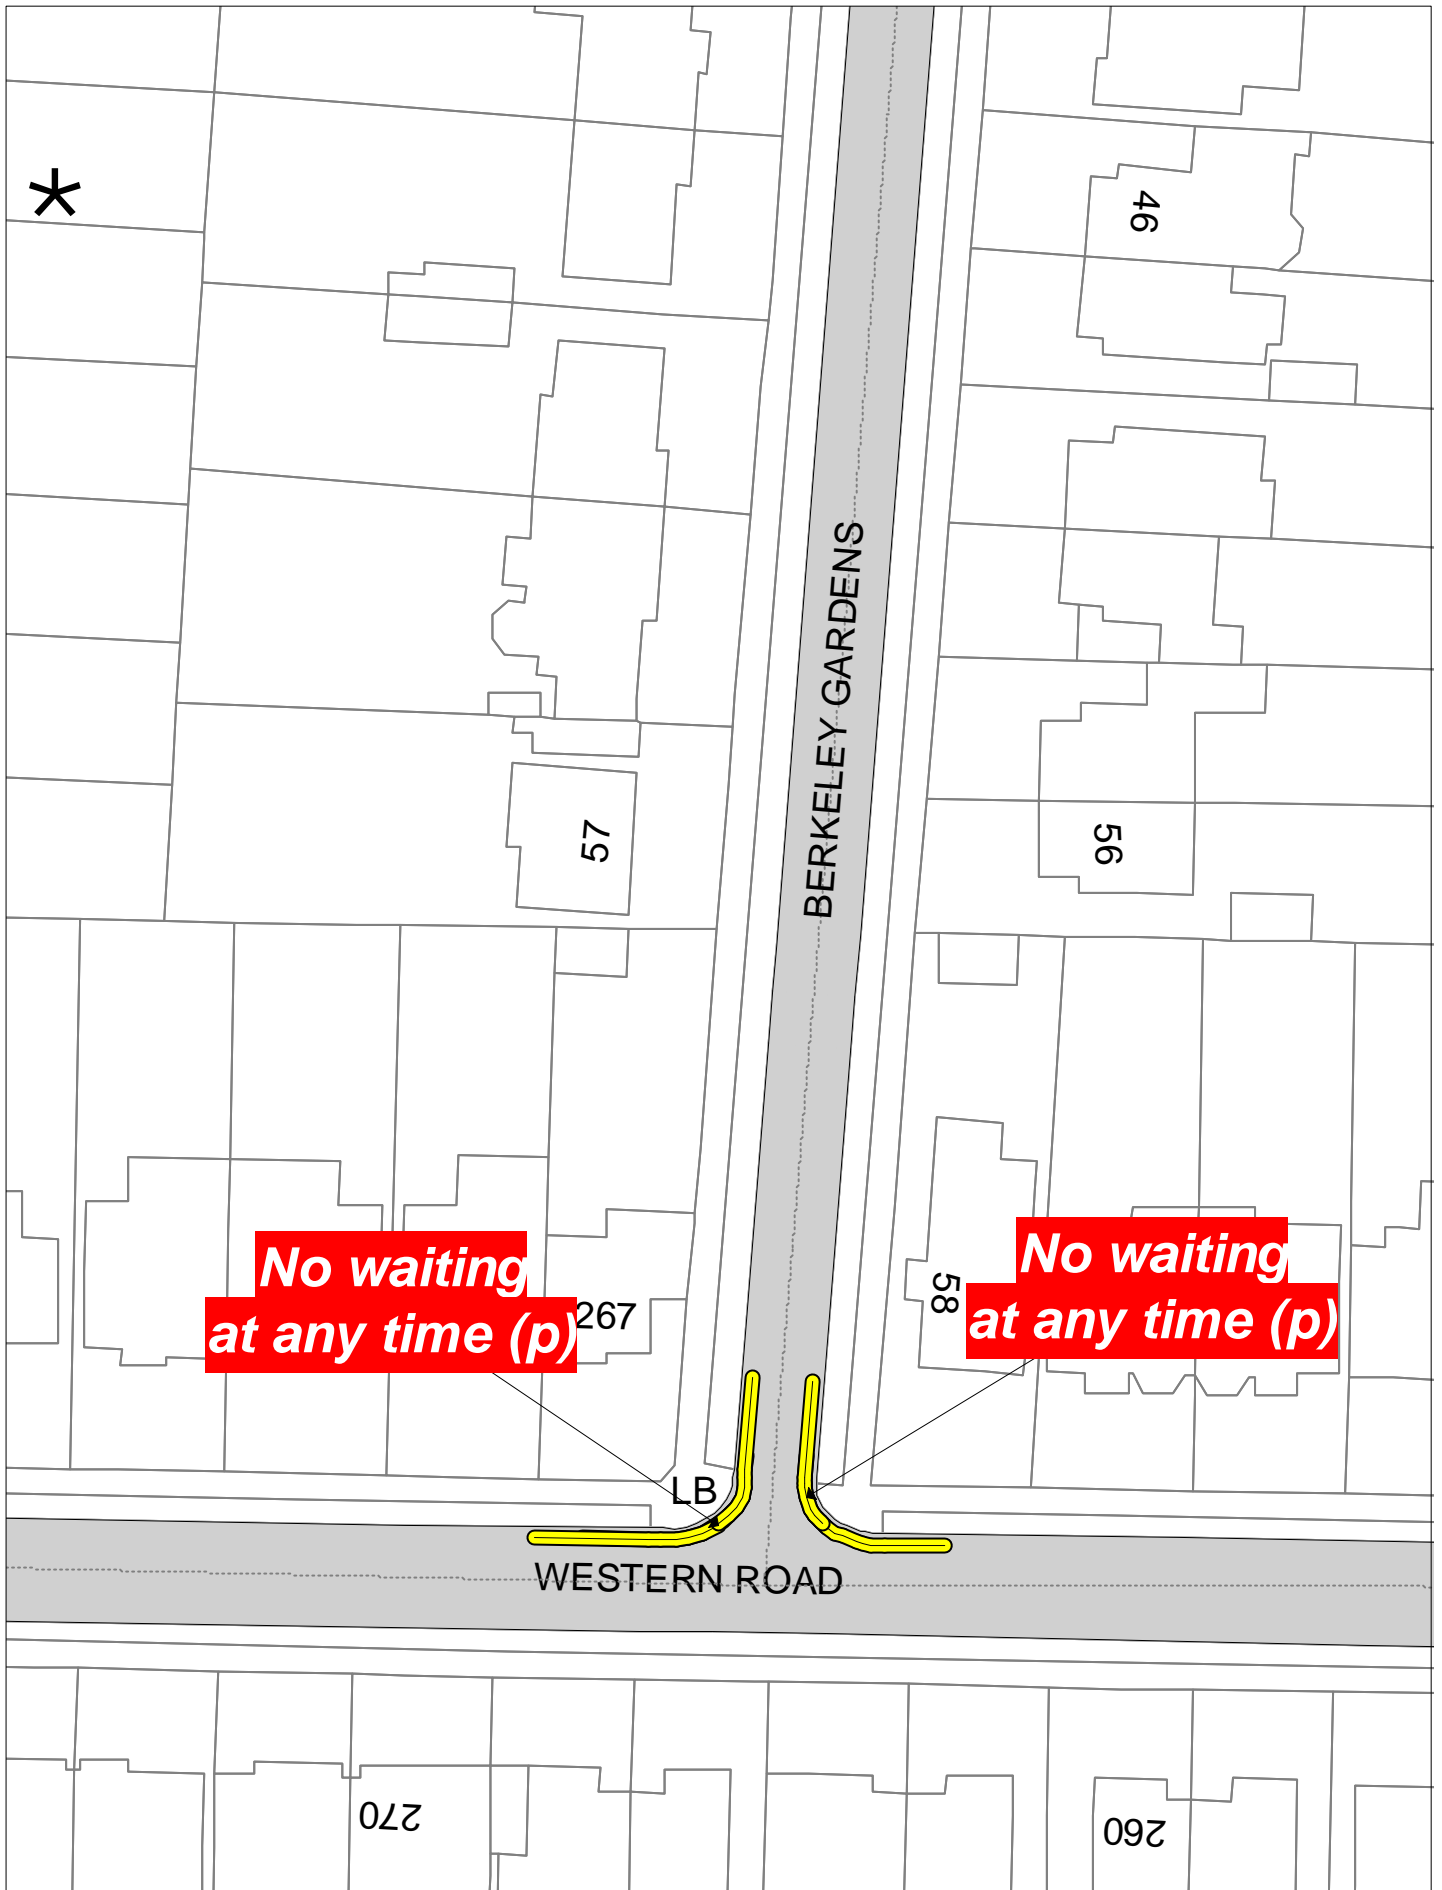 *
46
BERKELEY GARDENS
57
56
No waiting
at any time (p)
267
58
No waiting
at any time (p)
LB
WESTERN ROAD
270
260